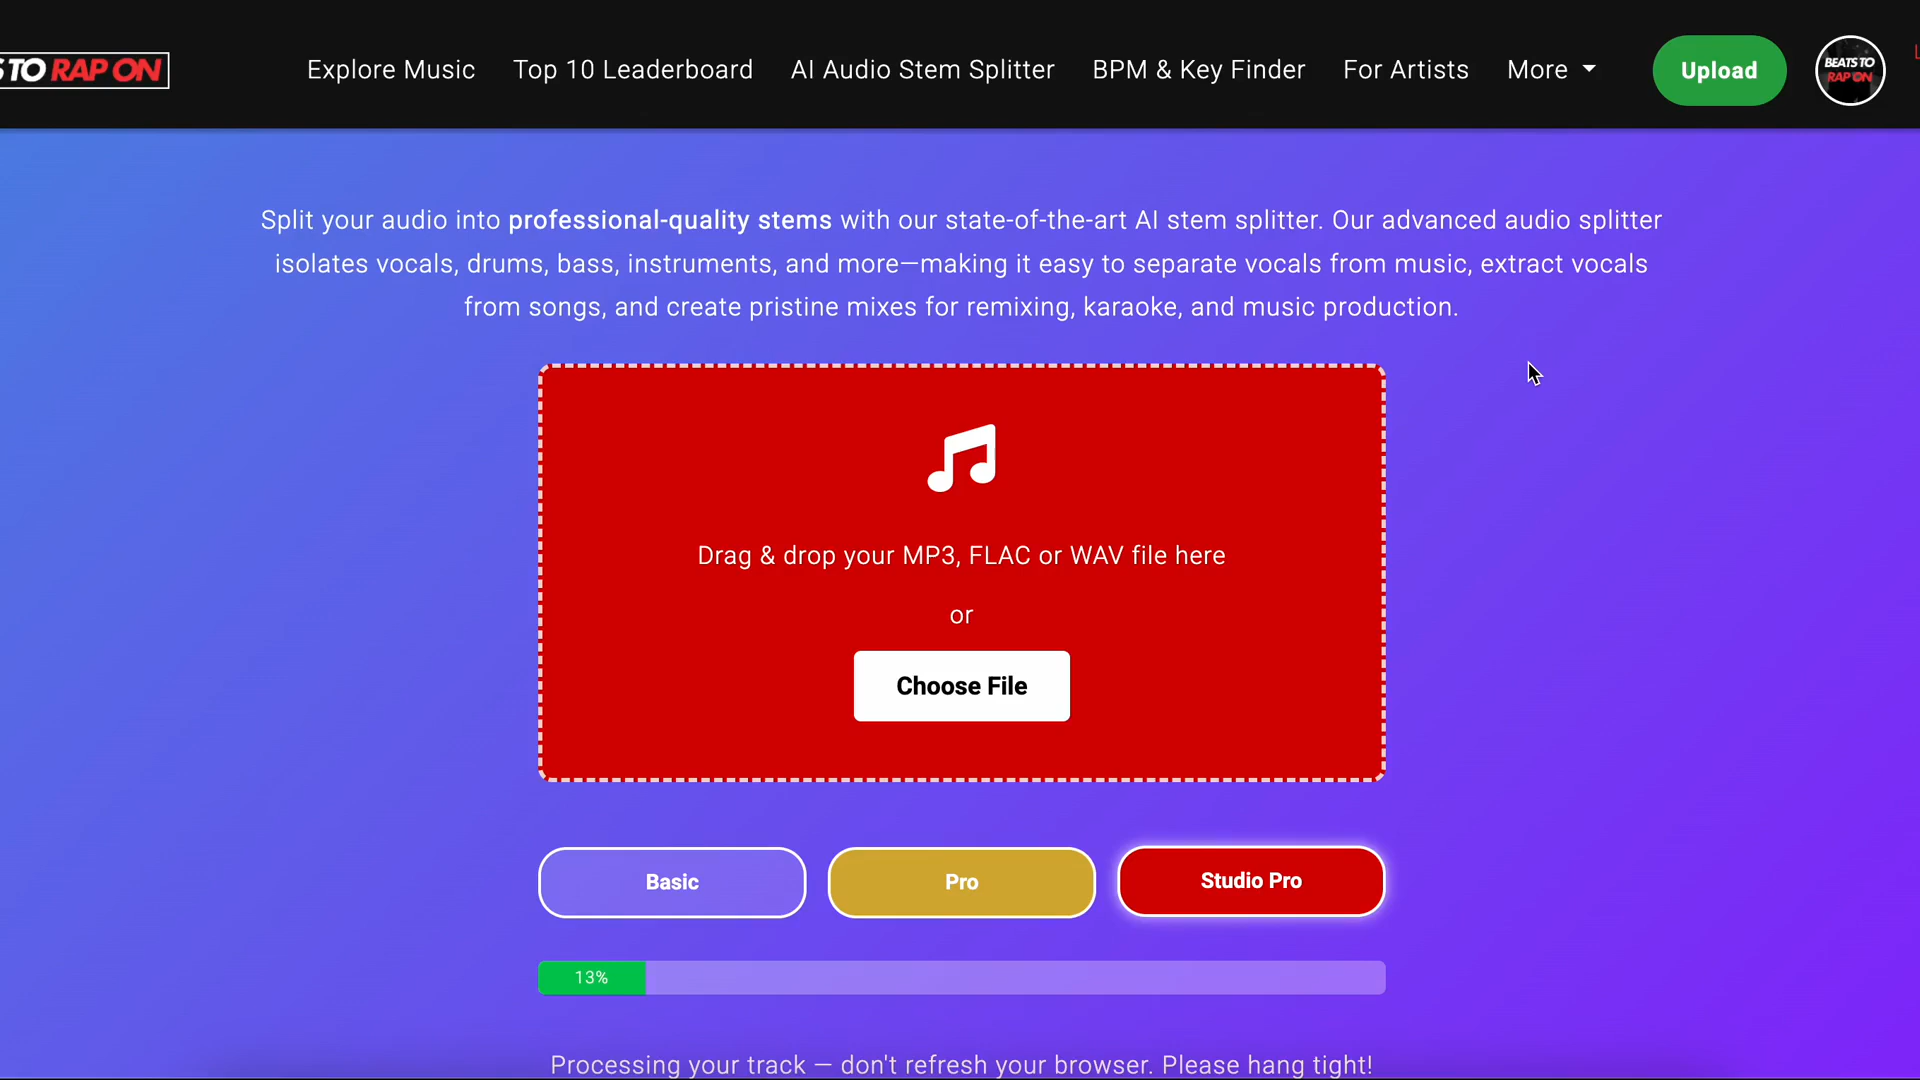 TO RAP ON
Explore Music
Top 10 Leaderboard
AI Audio Stem Splitter
BPM & Key Finder
For Artists
More
Upload
BEATS TO
RAP ON
Split your audio into professional-quality stems with our state-of-the-art AI stem splitter. Our advanced audio splitter
isolates vocals, drums, bass, instruments, and more—making it easy to separate vocals from music, extract vocals
from songs, and create pristine mixes for remixing, karaoke, and music production.
Drag & drop your MP3, FLAC or WAV file here
or
Choose File
Basic
Pro
Studio Pro
13%
Processing your track — don't refresh your browser. Please hang tight!